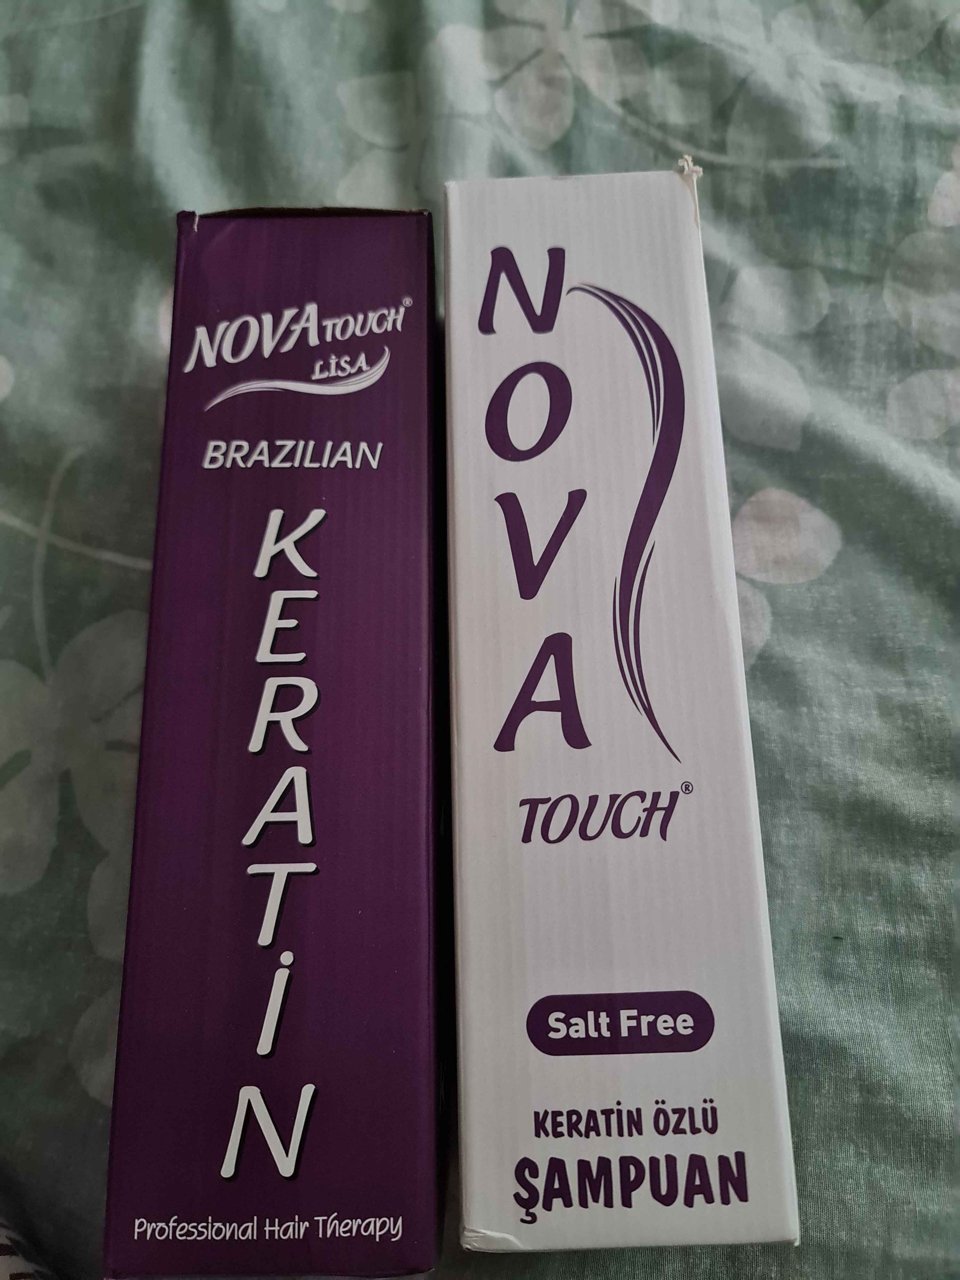 NOVATOUCH®
LİSA
BRAZILIAN
KERATİN
Professional Hair Therapy
NOVA
TOUCH®
Salt Free
KERATİN ÖZLÜ
ŞAMPUAN